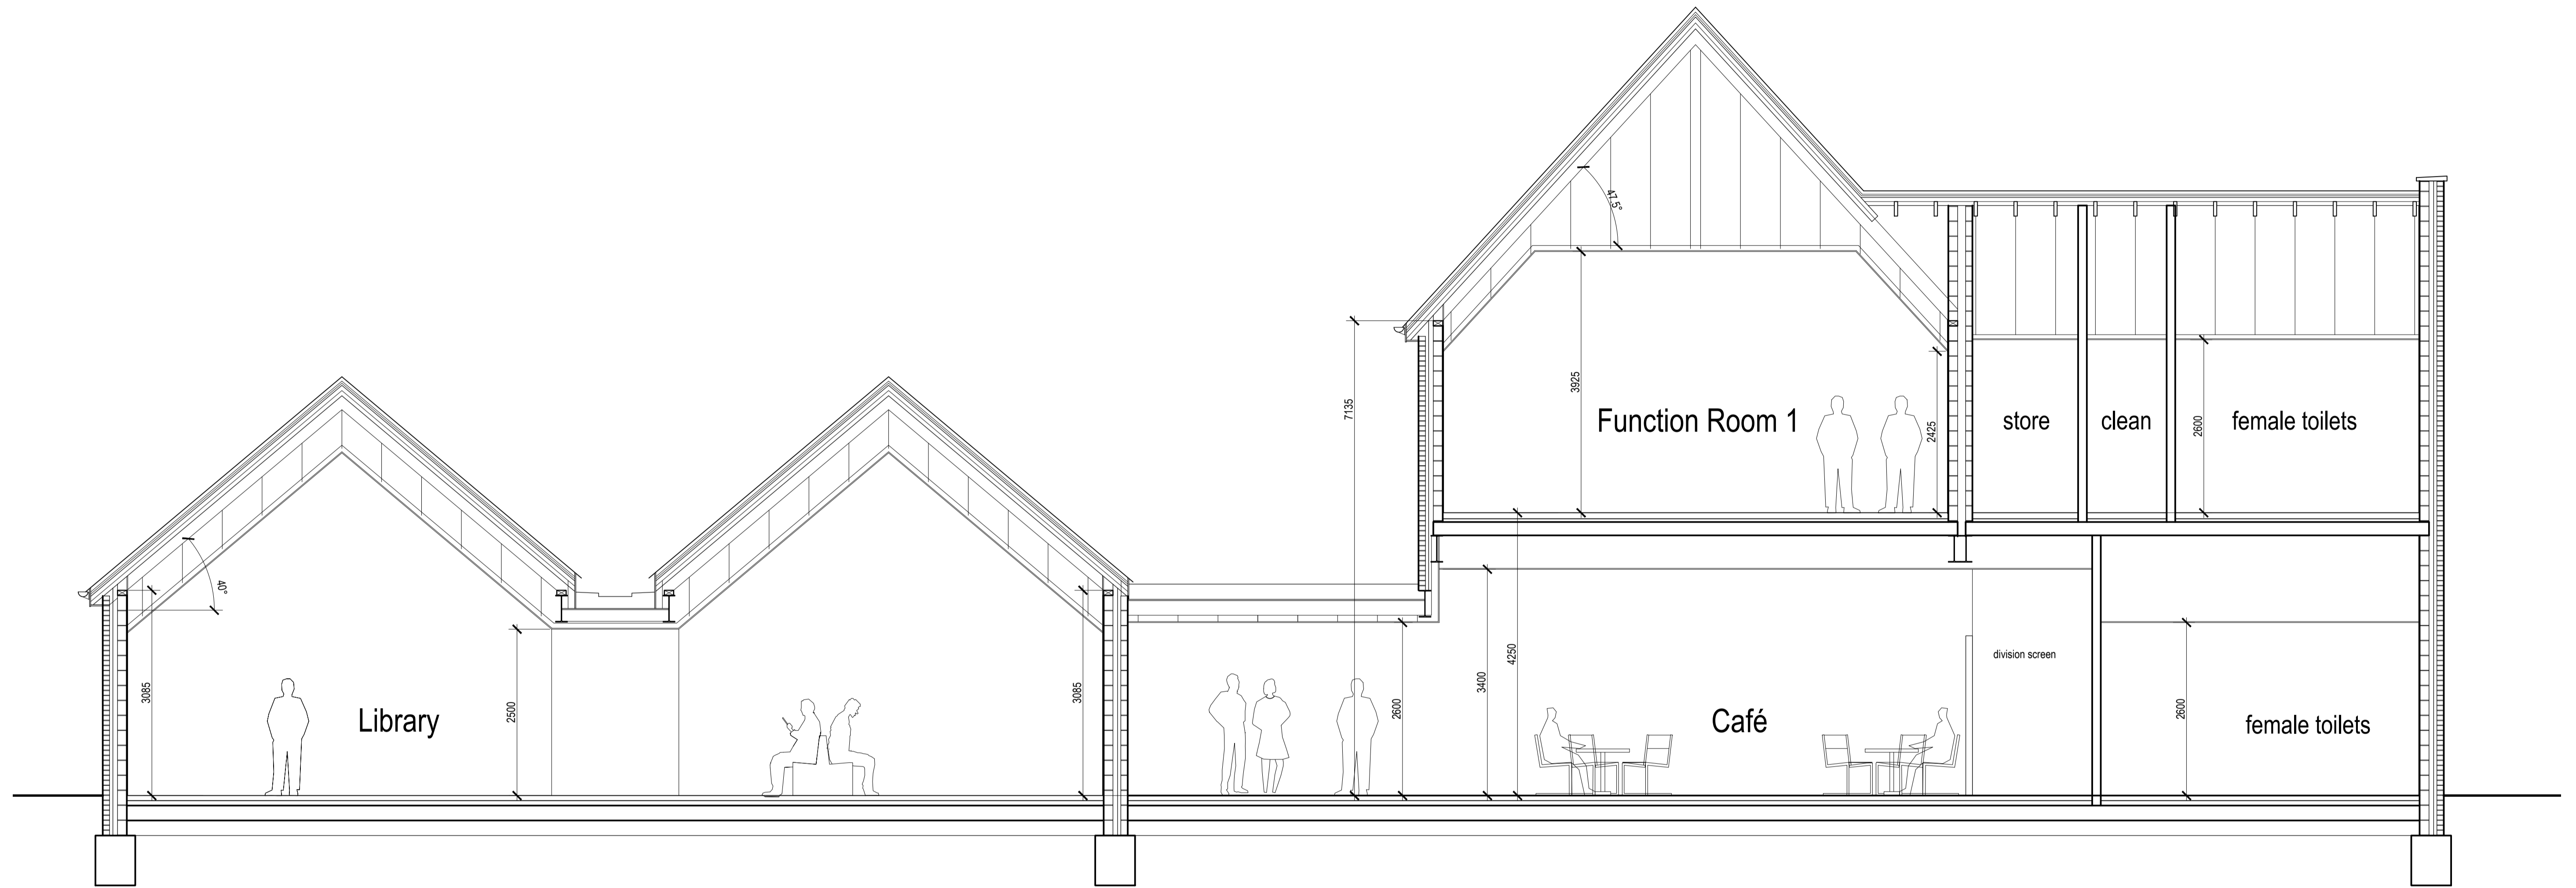 47.5°
3925
7135
Function Room 1
2425
store
clean
2600
female toilets
40°
3085
Library
2500
3085
2600
3400
4250
Café
division screen
2600
female toilets